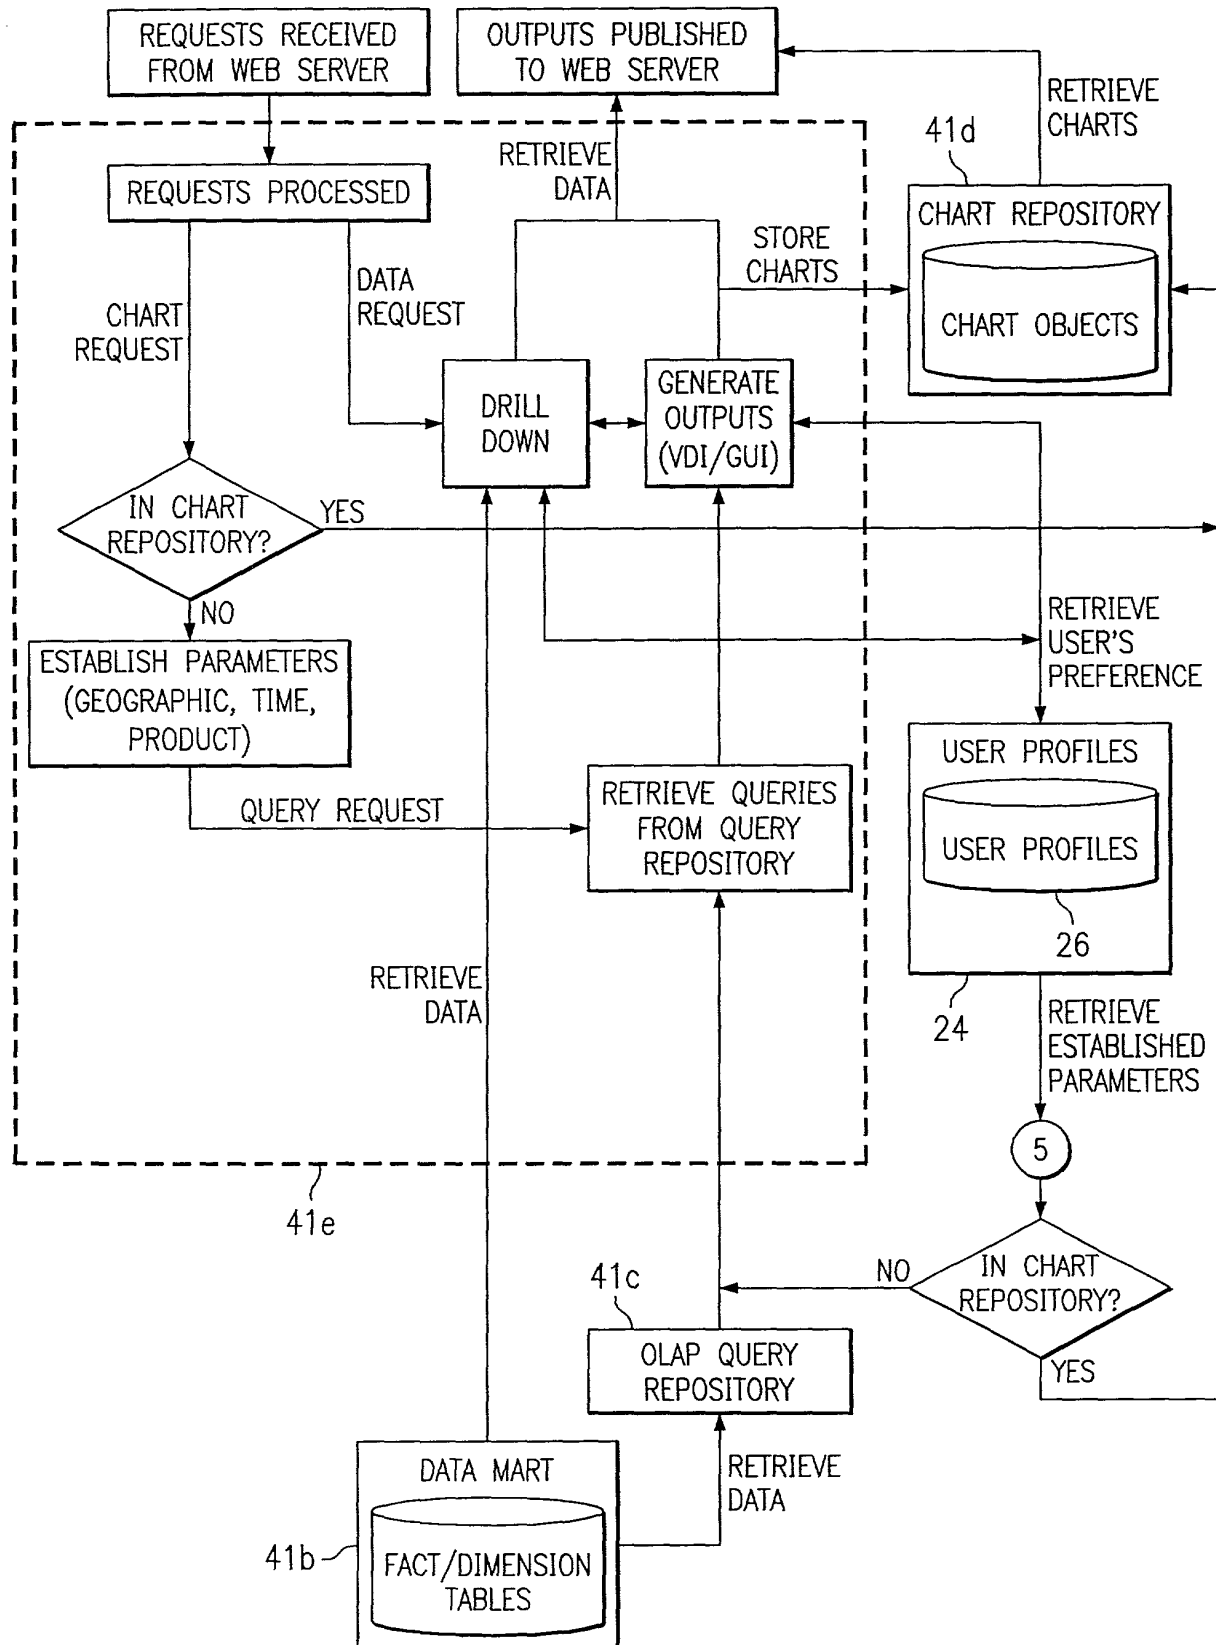 REQUESTS RECEIVED
FROM WEB SERVER
OUTPUTS PUBLISHED
TO WEB SERVER
RETRIEVE
CHARTS
41d
RETRIEVE
DATA
REQUESTS PROCESSED
CHART REPOSITORY
CHART OBJECTS
STORE
CHARTS
DATA
REQUEST
CHART
REQUEST
DRILL
DOWN
GENERATE
OUTPUTS
(VDI/GUI)
IN CHART
REPOSITORY?
YES
NO
RETRIEVE
USER'S
PREFERENCE
ESTABLISH PARAMETERS
(GEOGRAPHIC, TIME,
PRODUCT)
QUERY REQUEST
RETRIEVE QUERIES
FROM QUERY
REPOSITORY
USER PROFILES
USER PROFILES
26
24
RETRIEVE
DATA
RETRIEVE
ESTABLISHED
PARAMETERS
5
41e
IN CHART
REPOSITORY?
NO
YES
41c
OLAP QUERY
REPOSITORY
RETRIEVE
DATA
DATA MART
FACT/DIMENSION
TABLES
41b